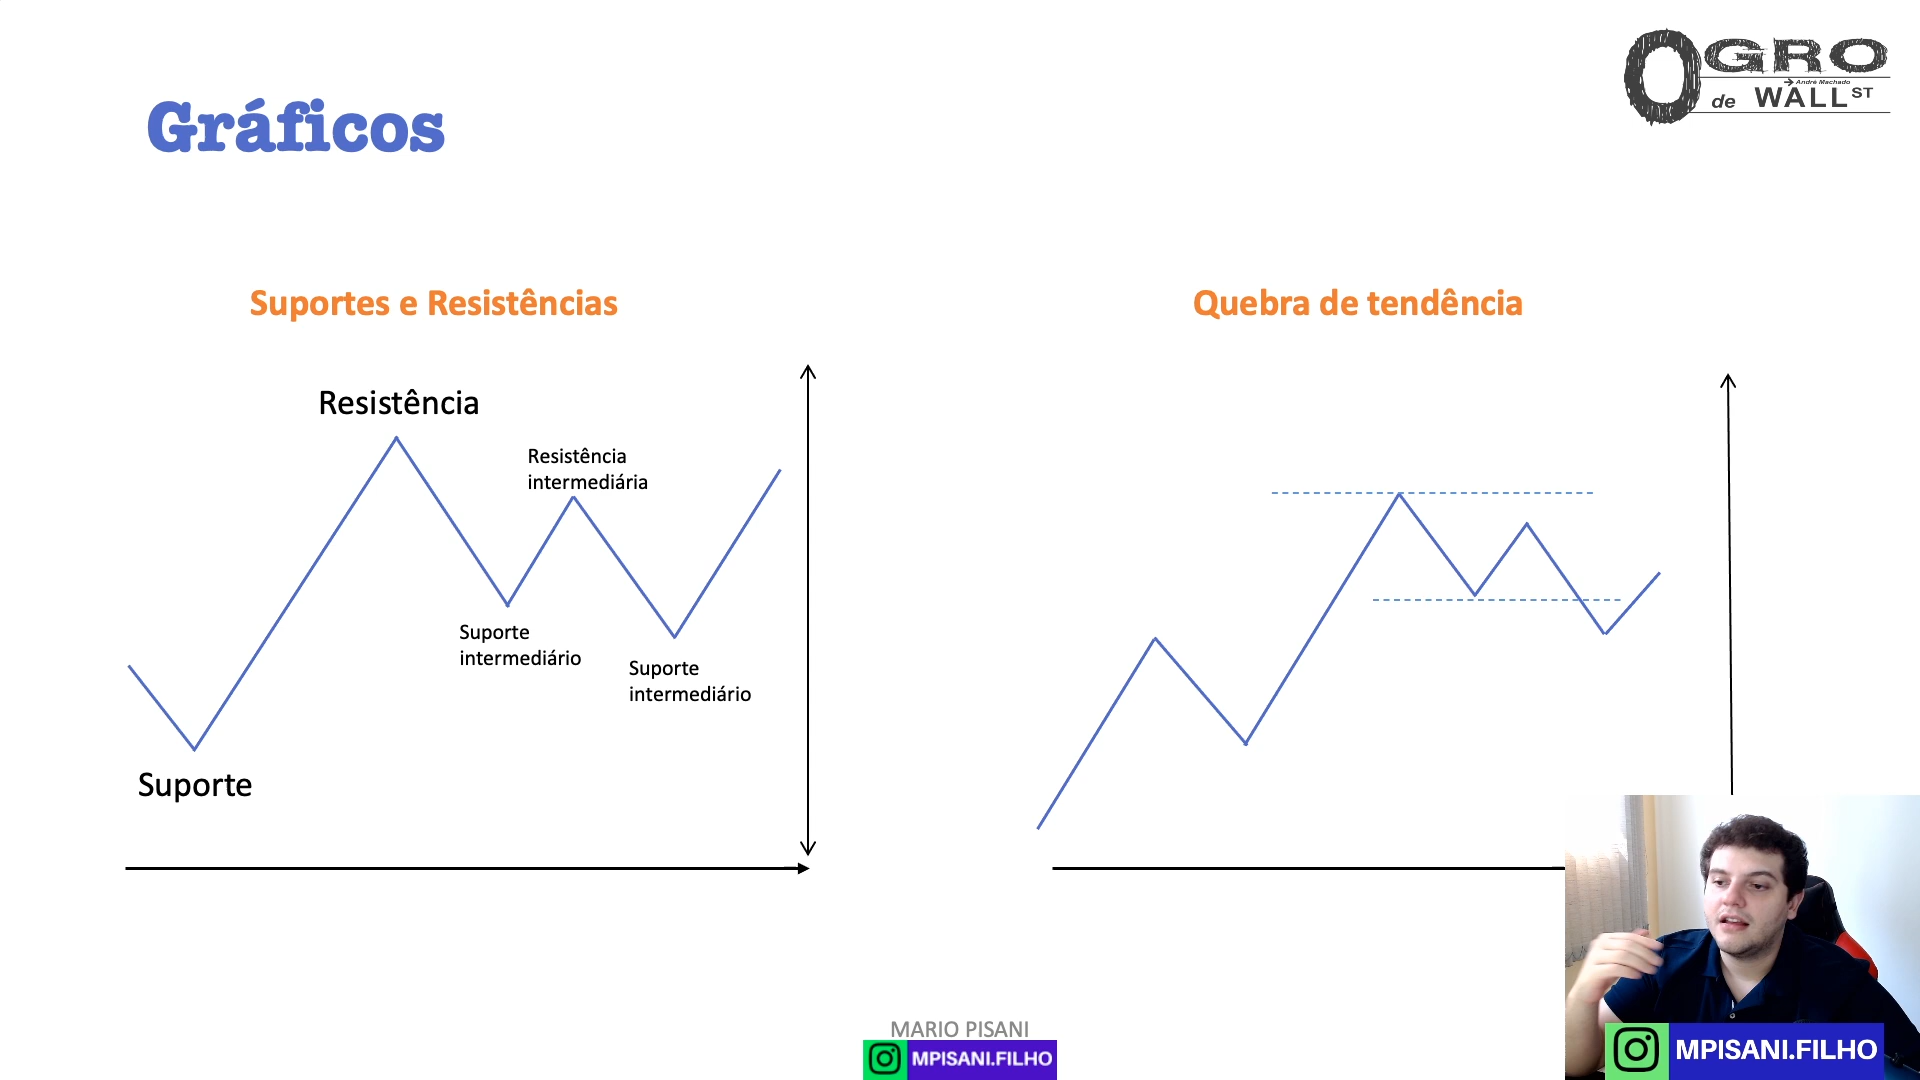 OGRO
André Machado
de WALL ST
Gráficos
Suportes e Resistências
Quebra de tendência
Resistência
Resistência
intermediária
Suporte
intermediário
Suporte
intermediário
Suporte
MARIO PISANI
MPISANI.FILHO
MPISANI.FILHO